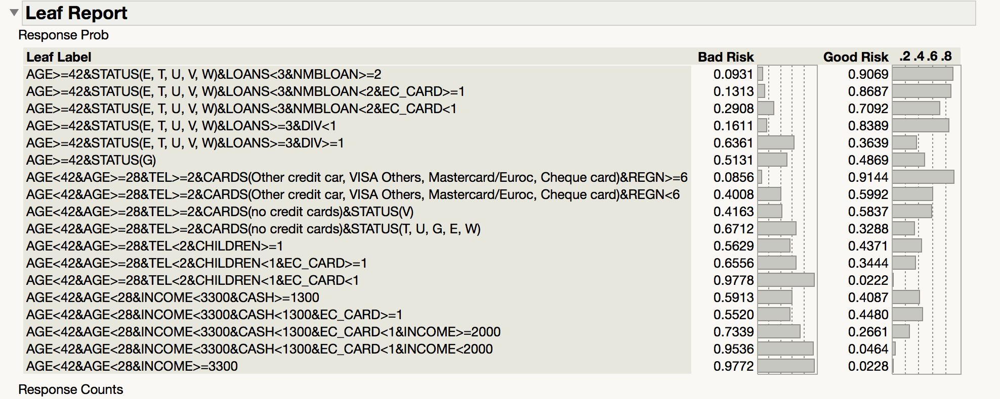 Leaf Report
Response Prob
Leaf Label Bad Risk Good Risk .2 .4 .6 .8
AGE>=42&STATUS(E, T, U, V, W)&LOANS<3&NMBLOAN>=2 0.0931 0.9069
AGE>=42&STATUS(E, T, U, V, W)&LOANS<3&NMBLOAN<2&EC_CARD>=1 0.1313 0.8687
AGE>=42&STATUS(E, T, U, V, W)&LOANS<3&NMBLOAN<2&EC_CARD<1 0.2908 0.7092
AGE>=42&STATUS(E, T, U, V, W)&LOANS>=3&DIV<1 0.1611 0.8389
AGE>=42&STATUS(E, T, U, V, W)&LOANS>=3&DIV>=1 0.6361 0.3639
AGE>=42&STATUS(G) 0.5131 0.4869
AGE<42&AGE>=28&TEL>=2&CARDS(Other credit car, VISA Others, Mastercard/Euroc, Cheque card)&REGN>=6 0.0856 0.9144
AGE<42&AGE>=28&TEL>=2&CARDS(Other credit car, VISA Others, Mastercard/Euroc, Cheque card)&REGN<6 0.4008 0.5992
AGE<42&AGE>=28&TEL>=2&CARDS(no credit cards)&STATUS(V) 0.4163 0.5837
AGE<42&AGE>=28&TEL>=2&CARDS(no credit cards)&STATUS(T, U, G, E, W) 0.6712 0.3288
AGE<42&AGE>=28&TEL<2&CHILDREN>=1 0.5629 0.4371
AGE<42&AGE>=28&TEL<2&CHILDREN<1&EC_CARD>=1 0.6556 0.3444
AGE<42&AGE>=28&TEL<2&CHILDREN<1&EC_CARD<1 0.9778 0.0222
AGE<42&AGE<28&INCOME<3300&CASH>=1300 0.5913 0.4087
AGE<42&AGE<28&INCOME<3300&CASH<1300&EC_CARD>=1 0.5520 0.4480
AGE<42&AGE<28&INCOME<3300&CASH<1300&EC_CARD<1&INCOME>=2000 0.7339 0.2661
AGE<42&AGE<28&INCOME<3300&CASH<1300&EC_CARD<1&INCOME<2000 0.9536 0.0464
AGE<42&AGE<28&INCOME>=3300 0.9772 0.0228
Response Counts